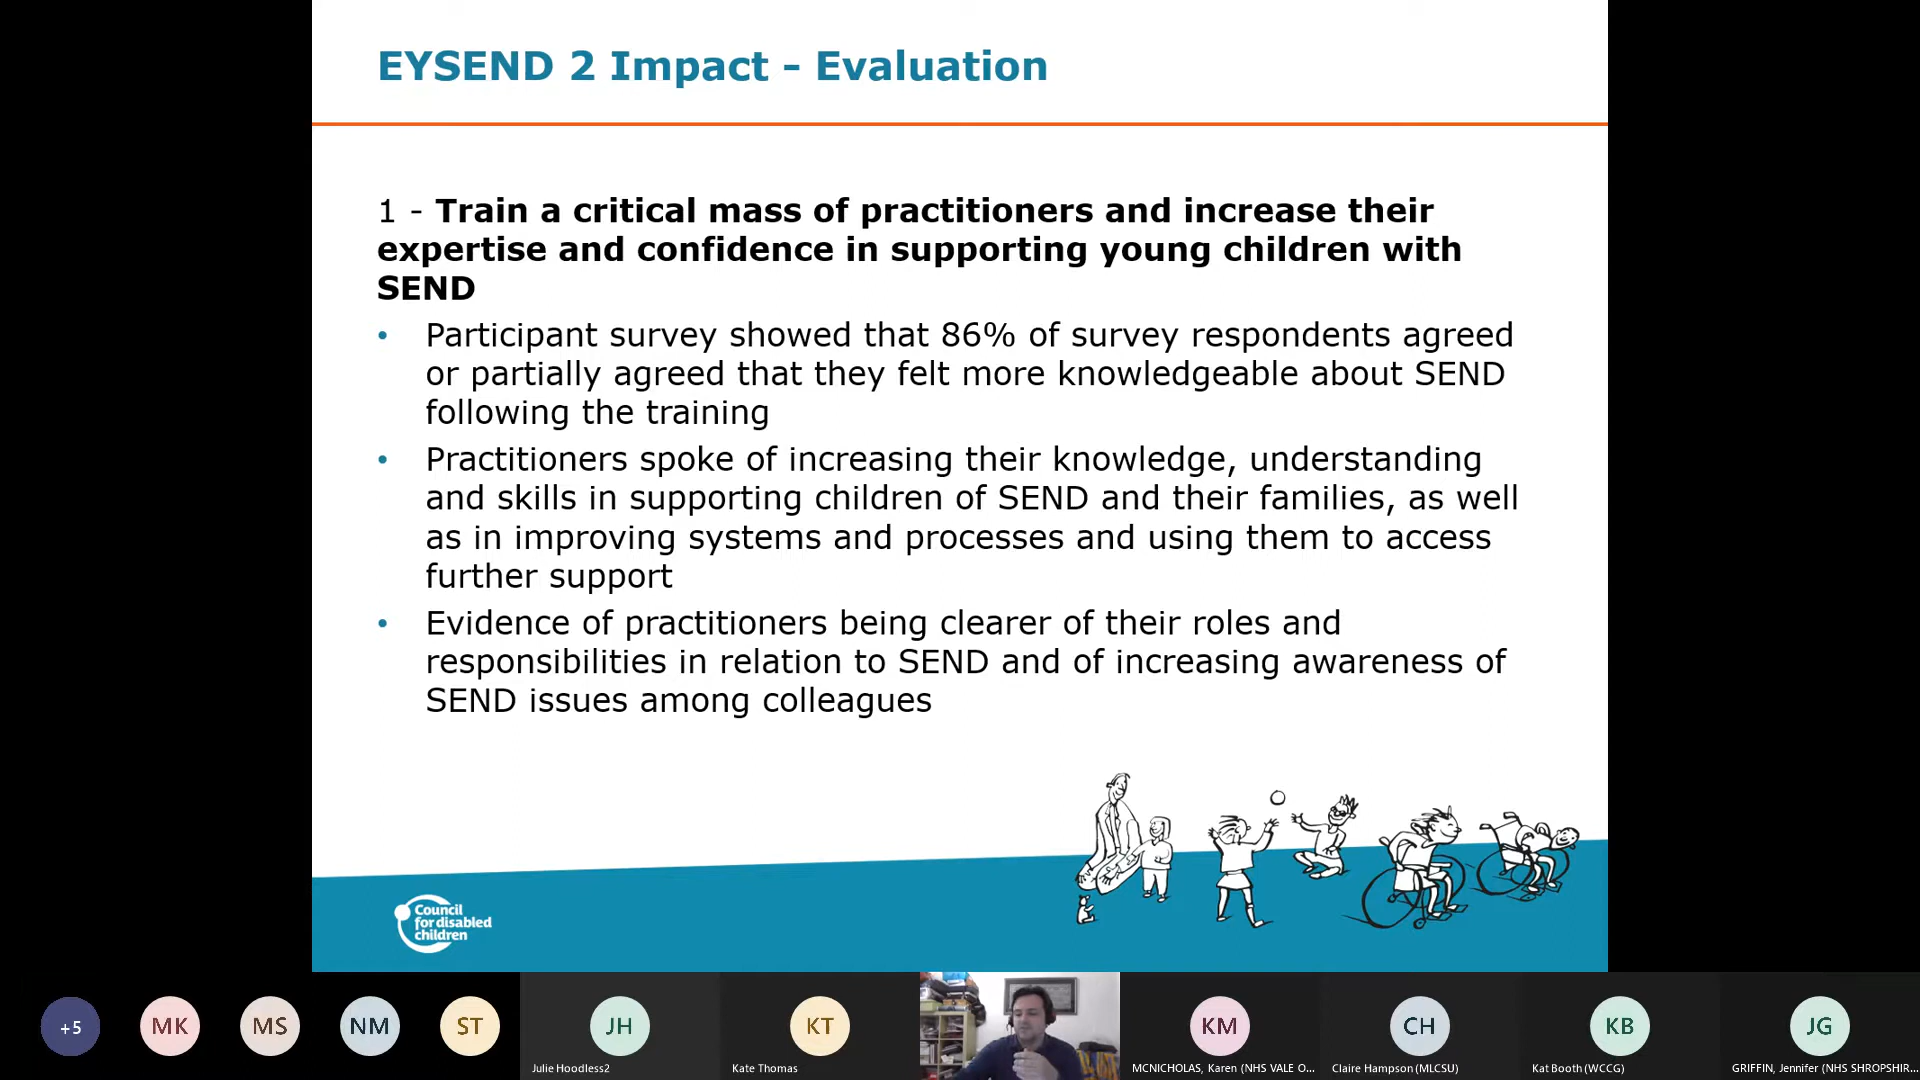 EYSEND 2 Impact – Evaluation
1 - Train a critical mass of practitioners and increase their
expertise and confidence in supporting young children with
SEND
• Participant survey showed that 86% of survey respondents agreed
or partially agreed that they felt more knowledgeable about SEND
following the training
• Practitioners spoke of increasing their knowledge, understanding
and skills in supporting children of SEND and their families, as well
as in improving systems and processes and using them to access
further support
• Evidence of practitioners being clearer of their roles and
responsibilities in relation to SEND and of increasing awareness of
SEND issues among colleagues
Council
for disabled
children
+5
MK
MS
NM
ST
JH
KT
KM
CH
KB
JG
Julie Hoodless2
Kate Thomas
MCNICHOLAS, Karen (NHS VALE O...
Claire Hampson (MLCSU)
Kat Booth (WCCG)
GRIFFIN, Jennifer (NHS SHROPSHIR...